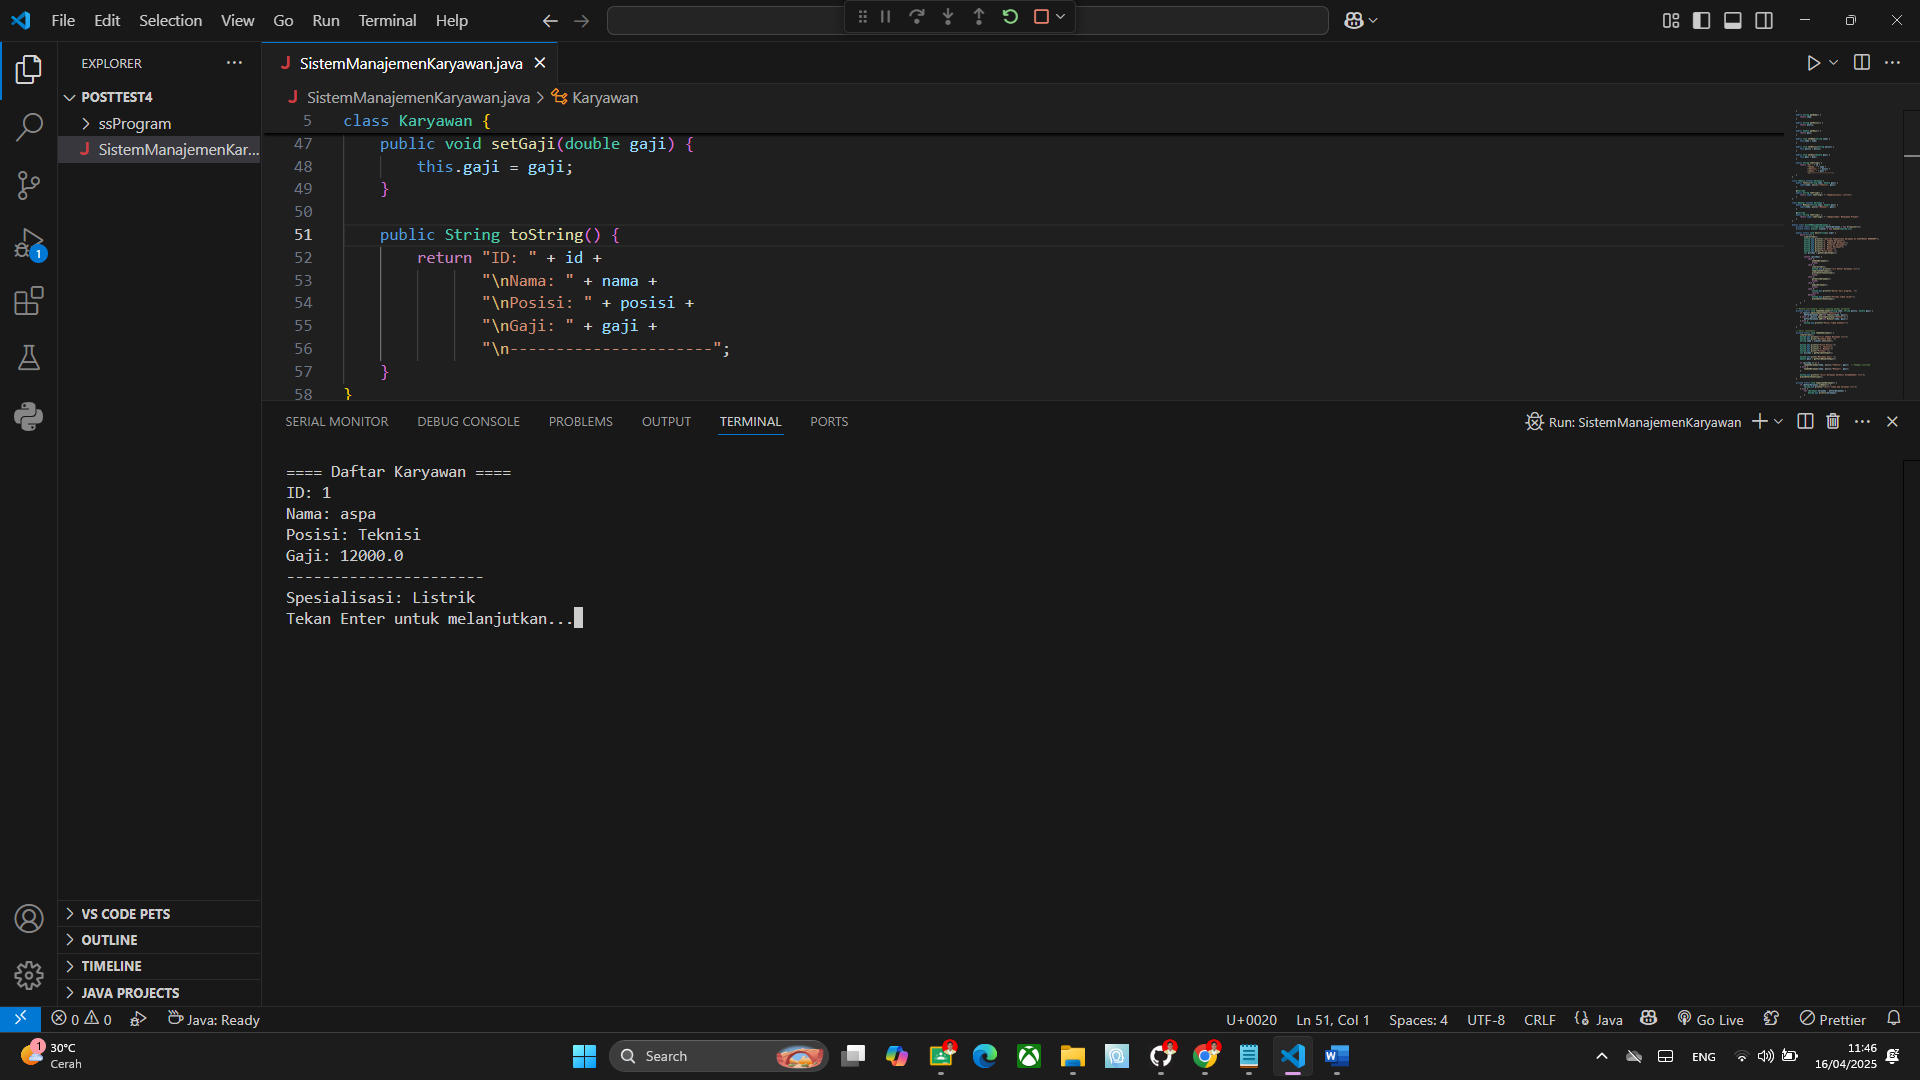 File Edit Selection View Go Run Terminal Help
EXPLORER
POSTTEST4
ssProgram
SistemManajemenKar...
SistemManajemenKaryawan.java
SistemManajemenKaryawan.java > Karyawan
5 class Karyawan {
47 public void setGaji(double gaji) {
48 this.gaji = gaji;
49 }
50
51 public String toString() {
52 return "ID: " + id +
53 "\nNama: " + nama +
54 "\nPosisi: " + posisi +
55 "\nGaji: " + gaji +
56 "\n----------------------";
57 }
58 }
SERIAL MONITOR DEBUG CONSOLE PROBLEMS OUTPUT TERMINAL PORTS
Run: SistemManajemenKaryawan
==== Daftar Karyawan ====
ID: 1
Nama: aspa
Posisi: Teknisi
Gaji: 12000.0
----------------------
Spesialisasi: Listrik
Tekan Enter untuk melanjutkan...
1
VS CODE PETS
OUTLINE
TIMELINE
JAVA PROJECTS
0 0 Java: Ready
U+0020 Ln 51, Col 1 Spaces: 4 UTF-8 CRLF Java Go Live Prettier
1 30°C
Cerah
Search
ENG
11:46
16/04/2025